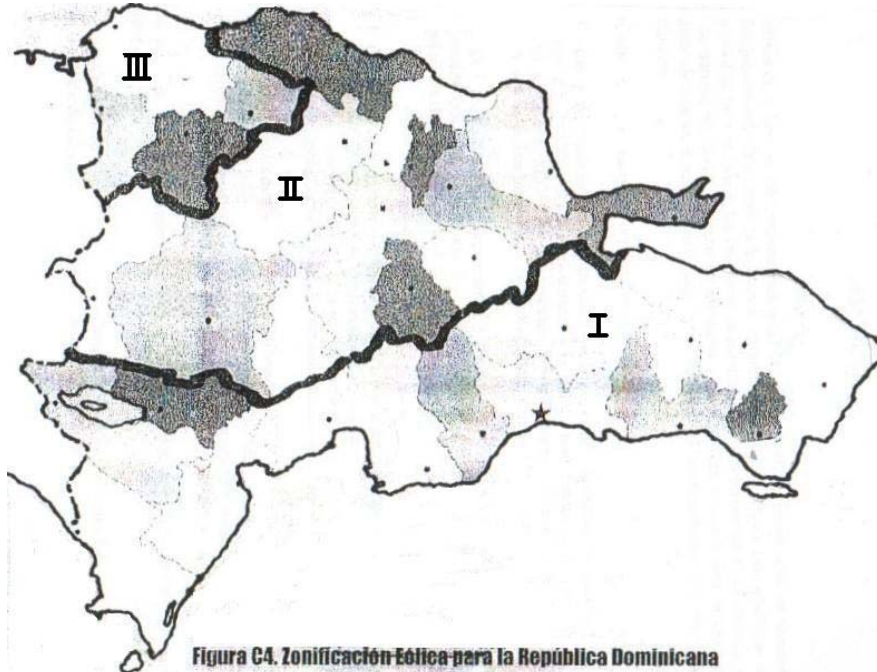 III
II
I
Figura C4. Zonificación Eólica para la República Dominicana